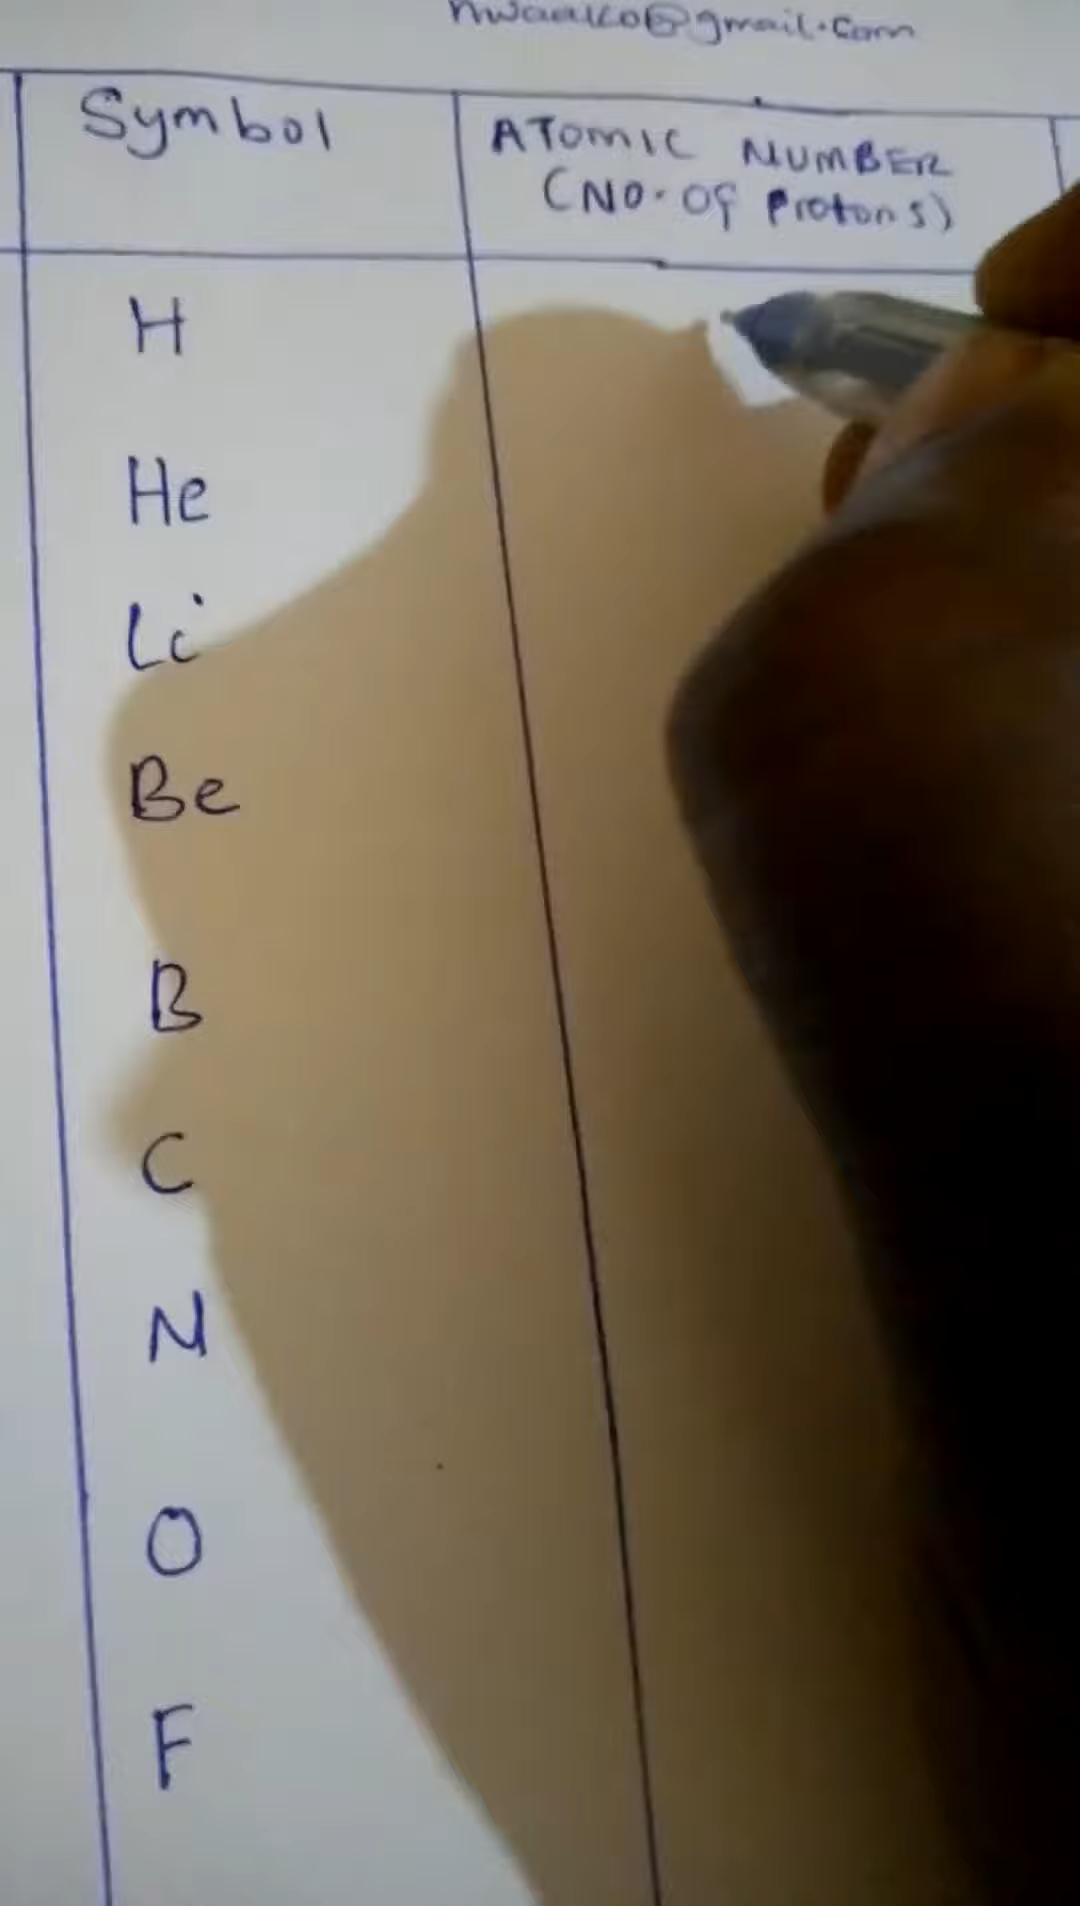 Symbol
ATOMIC NUMBER
(NO. OF Protons)
H
He
Li
Be
B
C
N
O
F